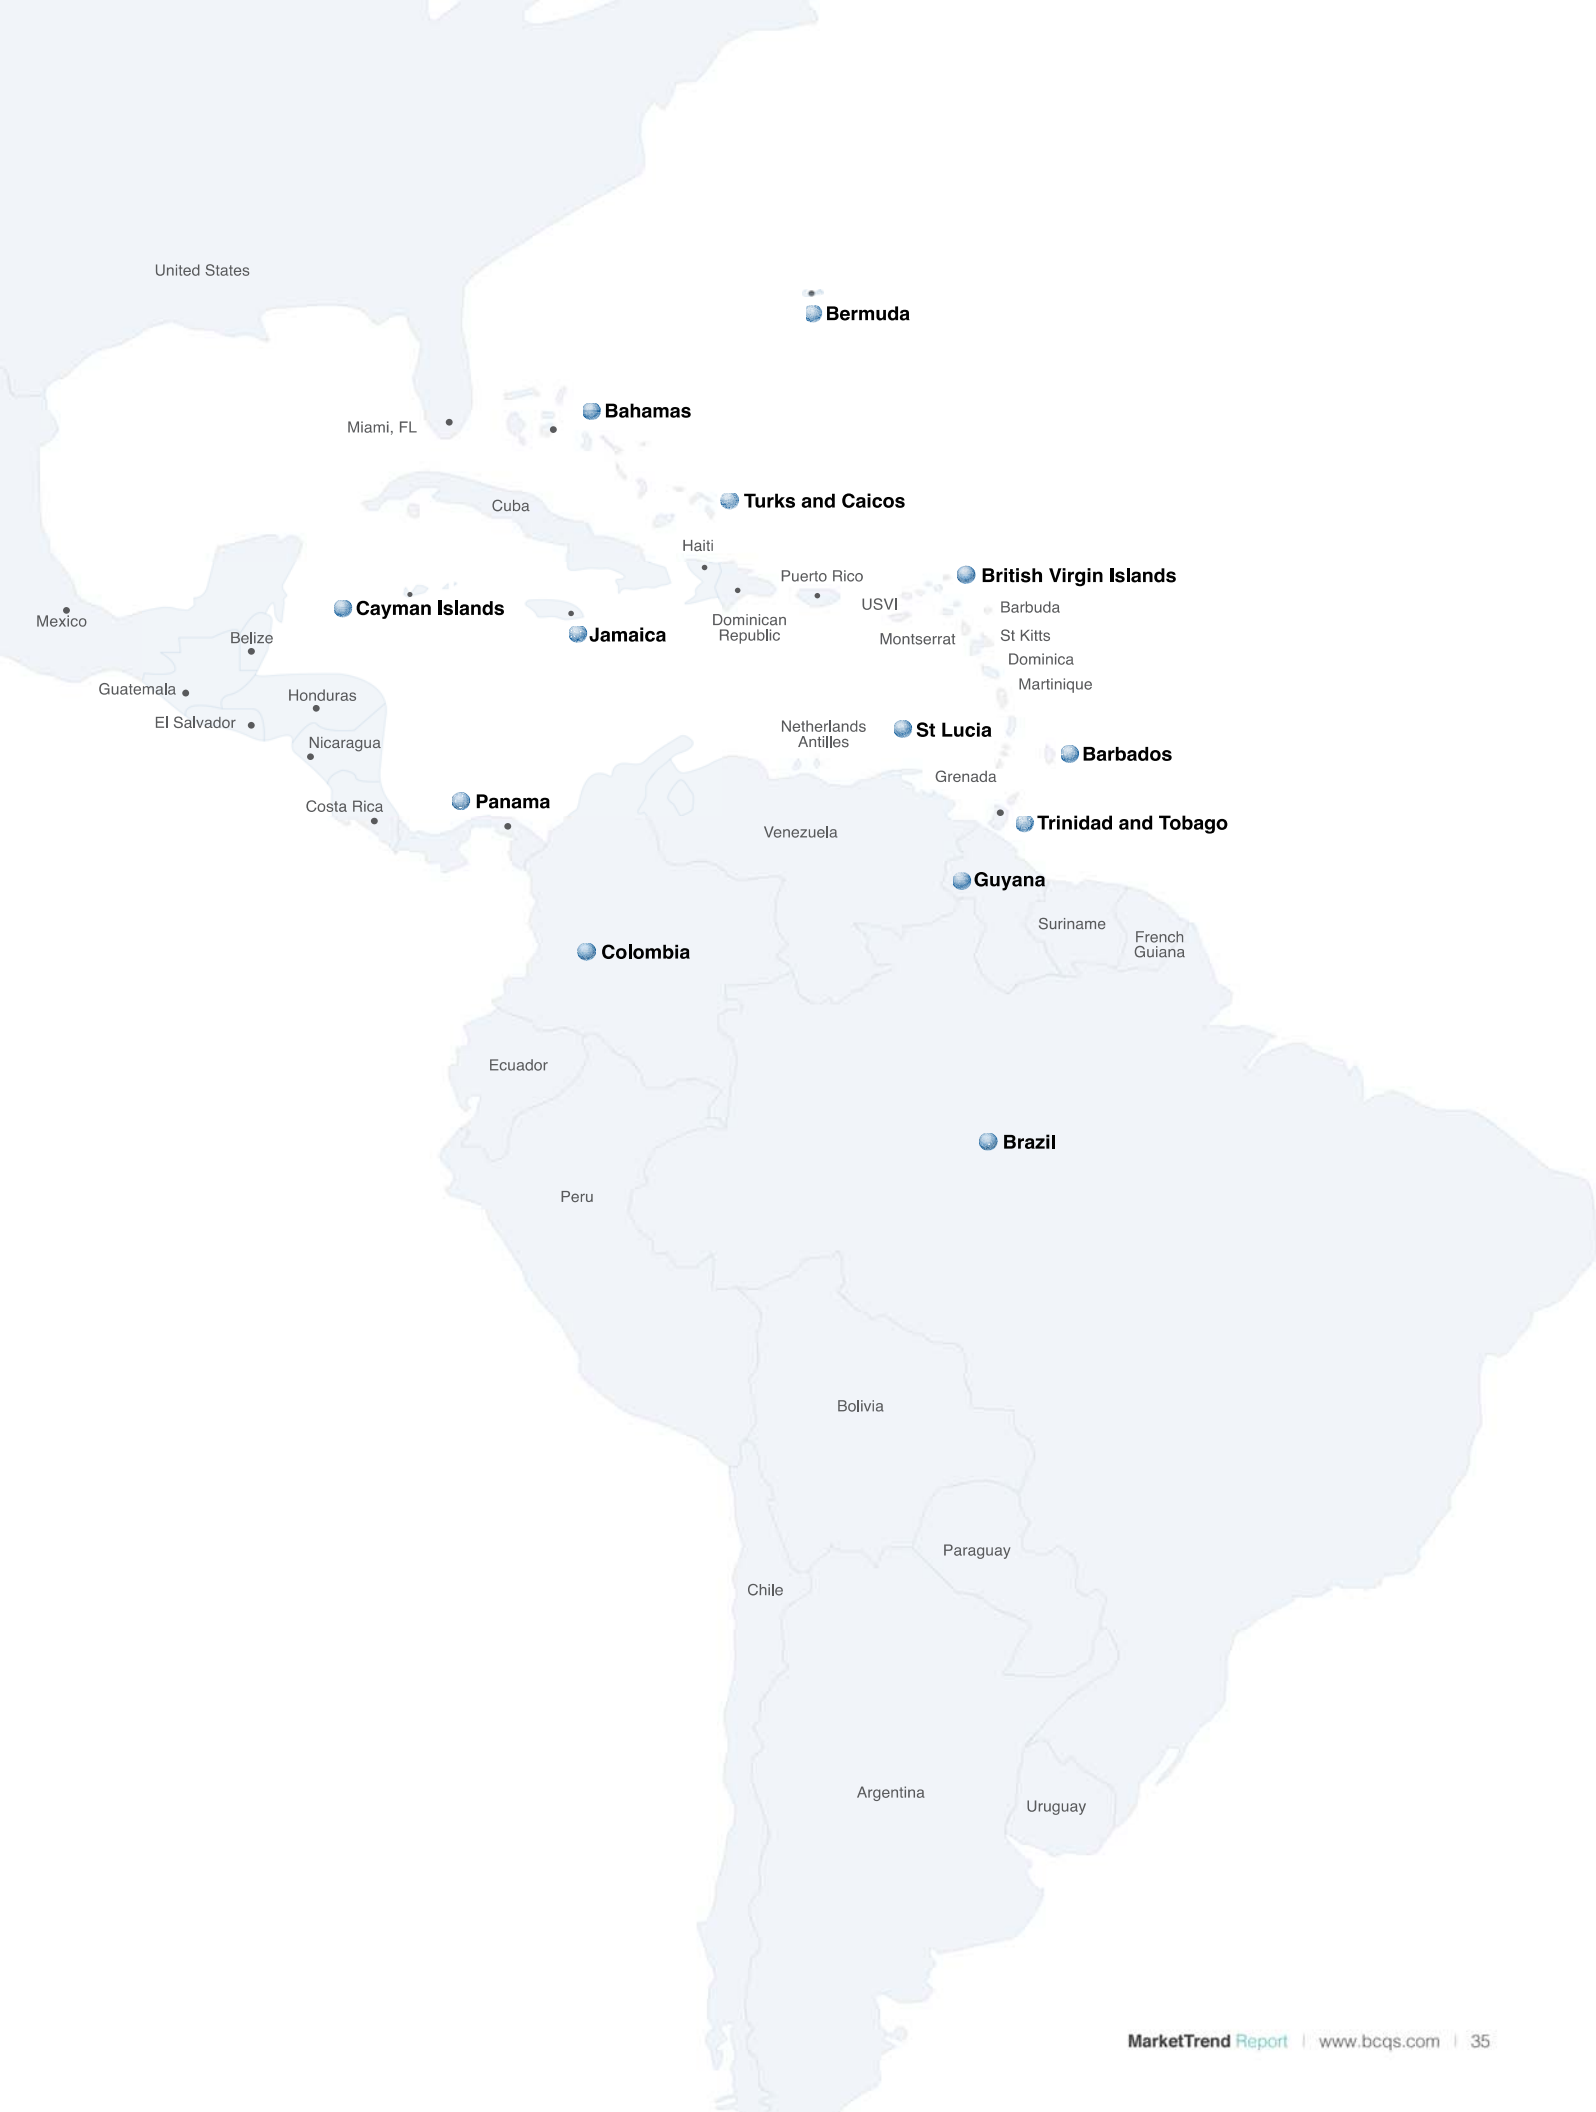 United States
Bermuda
Bahamas
Miami, FL
Turks and Caicos
Cuba
Haiti
Puerto Rico
British Virgin Islands
USVI
Barbuda
Cayman Islands
Mexico
Dominican
Republic
Jamaica
Belize
Montserrat
St Kitts
Dominica
Martinique
Guatemala
Honduras
El Salvador
Netherlands
Antilles
St Lucia
Nicaragua
Barbados
Grenada
Panama
Costa Rica
Trinidad and Tobago
Venezuela
Guyana
Suriname
French
Guiana
Colombia
Ecuador
Brazil
Peru
Bolivia
Paraguay
Chile
Argentina
Uruguay
MarketTrend Report | www.bcqs.com | 35